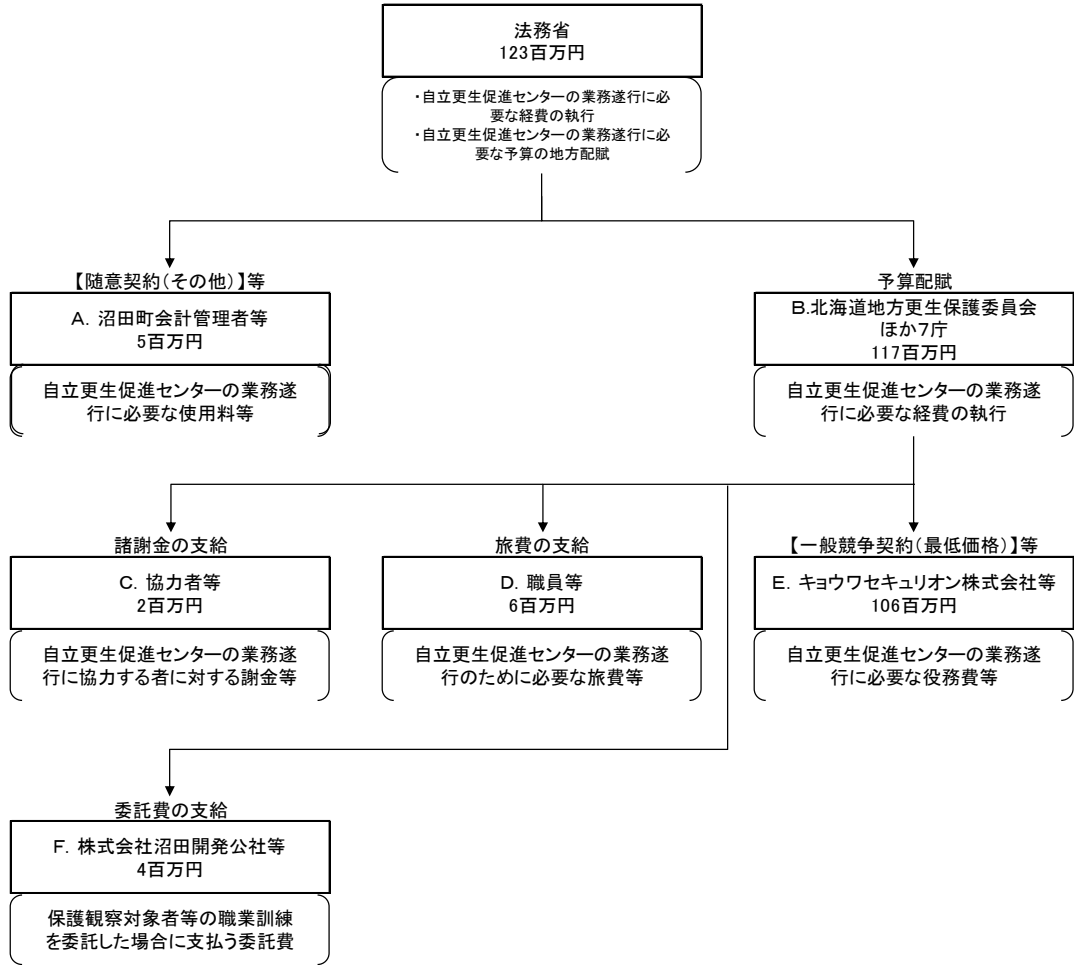 法務省
123百万円
・自立更生促進センターの業務遂行に必
要な経費の執行
・自立更生促進センターの業務遂行に必
要な予算の地方配賦
【随意契約(その他)】等
A. 沼田町会計管理者等
5百万円
自立更生促進センターの業務遂
行に必要な使用料等
予算配賦
B.北海道地方更生保護委員会
ほか7庁
117百万円
自立更生促進センターの業務遂
行に必要な経費の執行
諸謝金の支給
C. 協力者等
2百万円
自立更生促進センターの業務遂
行に協力する者に対する謝金等
旅費の支給
D. 職員等
6百万円
自立更生促進センターの業務遂
行のために必要な旅費等
【一般競争契約(最低価格)】等
E. キョウワセキュリオン株式会社等
106百万円
自立更生促進センターの業務遂
行に必要な役務費等
委託費の支給
F. 株式会社沼田開発公社等
4百万円
保護観察対象者等の職業訓練
を委託した場合に支払う委託費